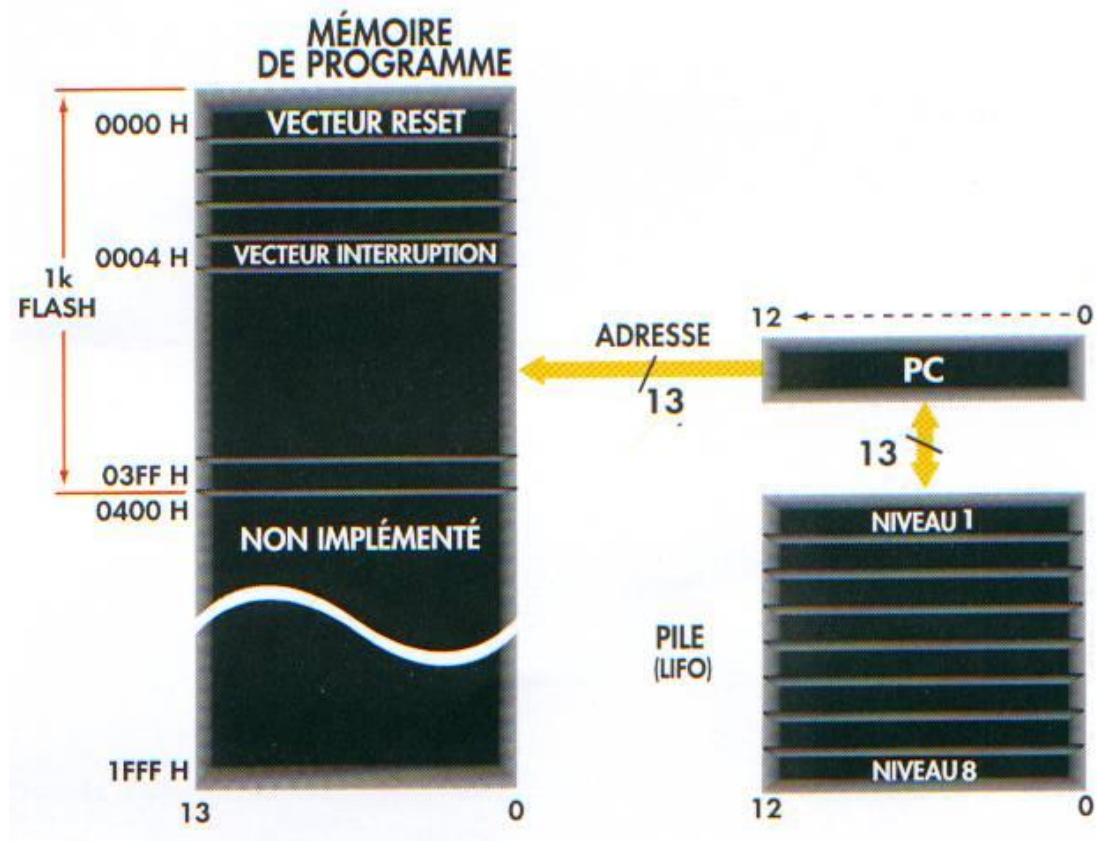 MÉMOIRE
DE PROGRAMME
0000 H
VECTEUR RESET
0004 H
VECTEUR INTERRUPTION
1k
FLASH
03FF H
0400 H
NON IMPLÉMENTÉ
1FFF H
13
0
ADRESSE
13
12
0
PC
13
PILE
(LIFO)
NIVEAU 1
NIVEAU 8
12
0